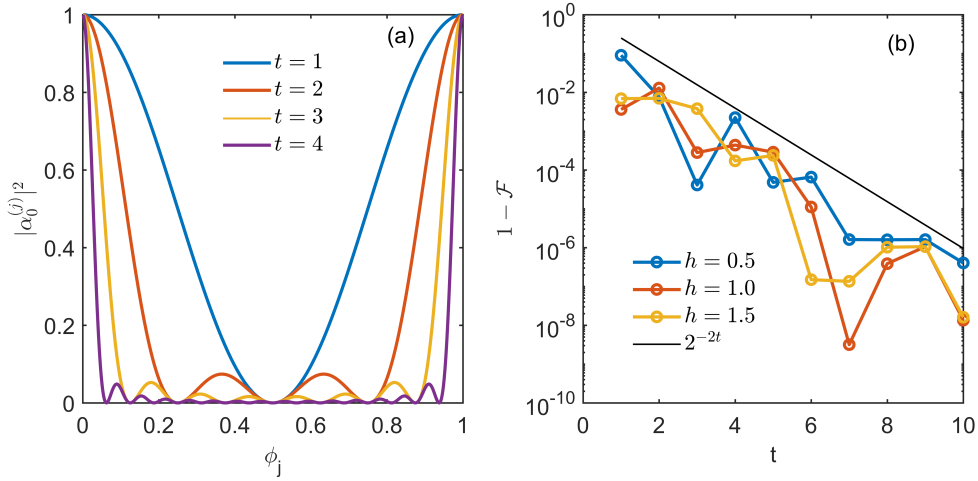 (a)
t = 1
t = 2
t = 3
t = 4
|α₀⁽ʲ⁾|²
1
0.8
0.6
0.4
0.2
0
0 0.2 0.4 0.6 0.8 1
ϕⱼ
(b)
1 − ℱ
10⁰
10⁻²
10⁻⁴
10⁻⁶
10⁻⁸
10⁻¹⁰
h = 0.5
h = 1.0
h = 1.5
2⁻²ᵗ
0 2 4 6 8 10
t